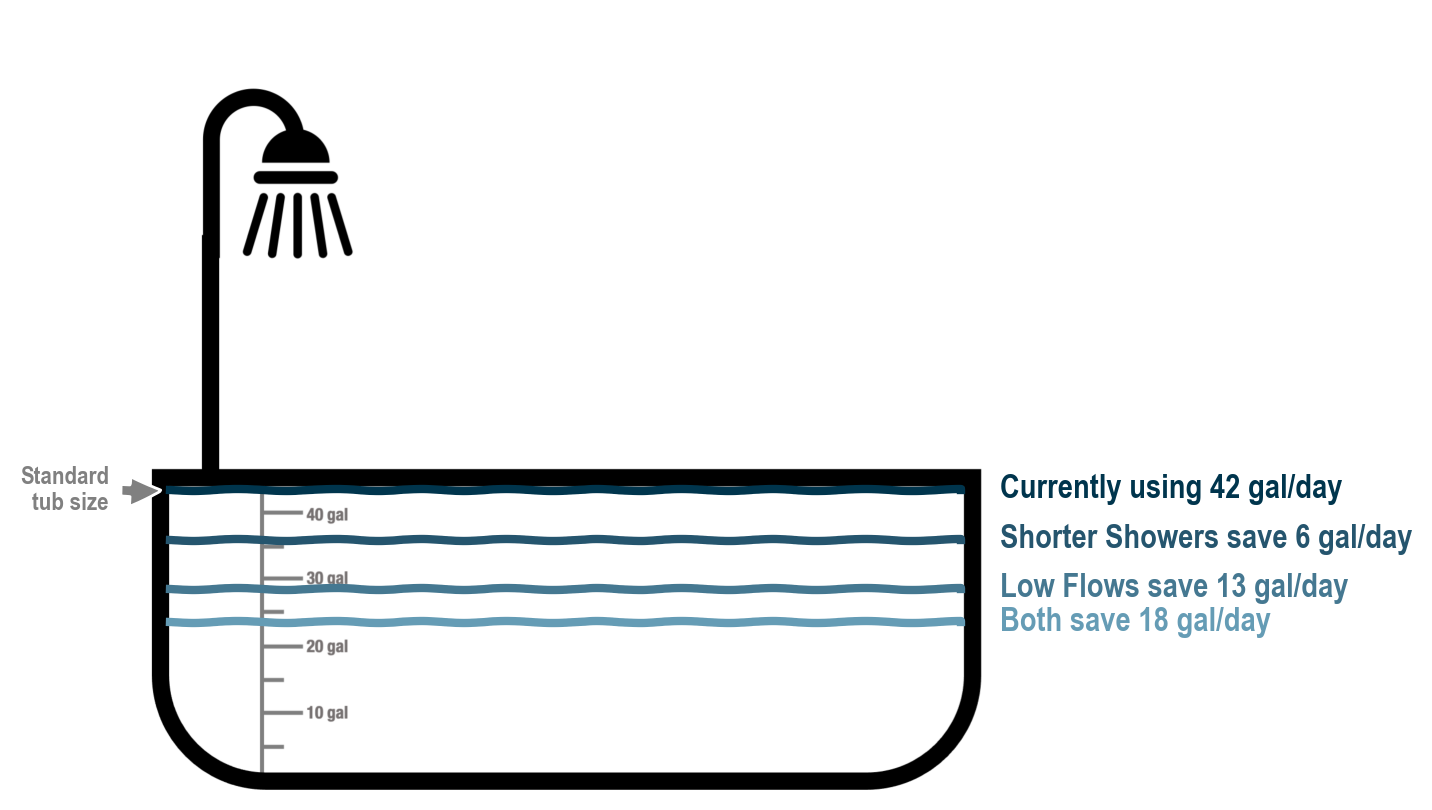 Standard
tub size
Currently using 42 gal/day
40 gal
Shorter Showers save 6 gal/day
30 gal
Low Flows save 13 gal/day
Both save 18 gal/day
20 gal
10 gal